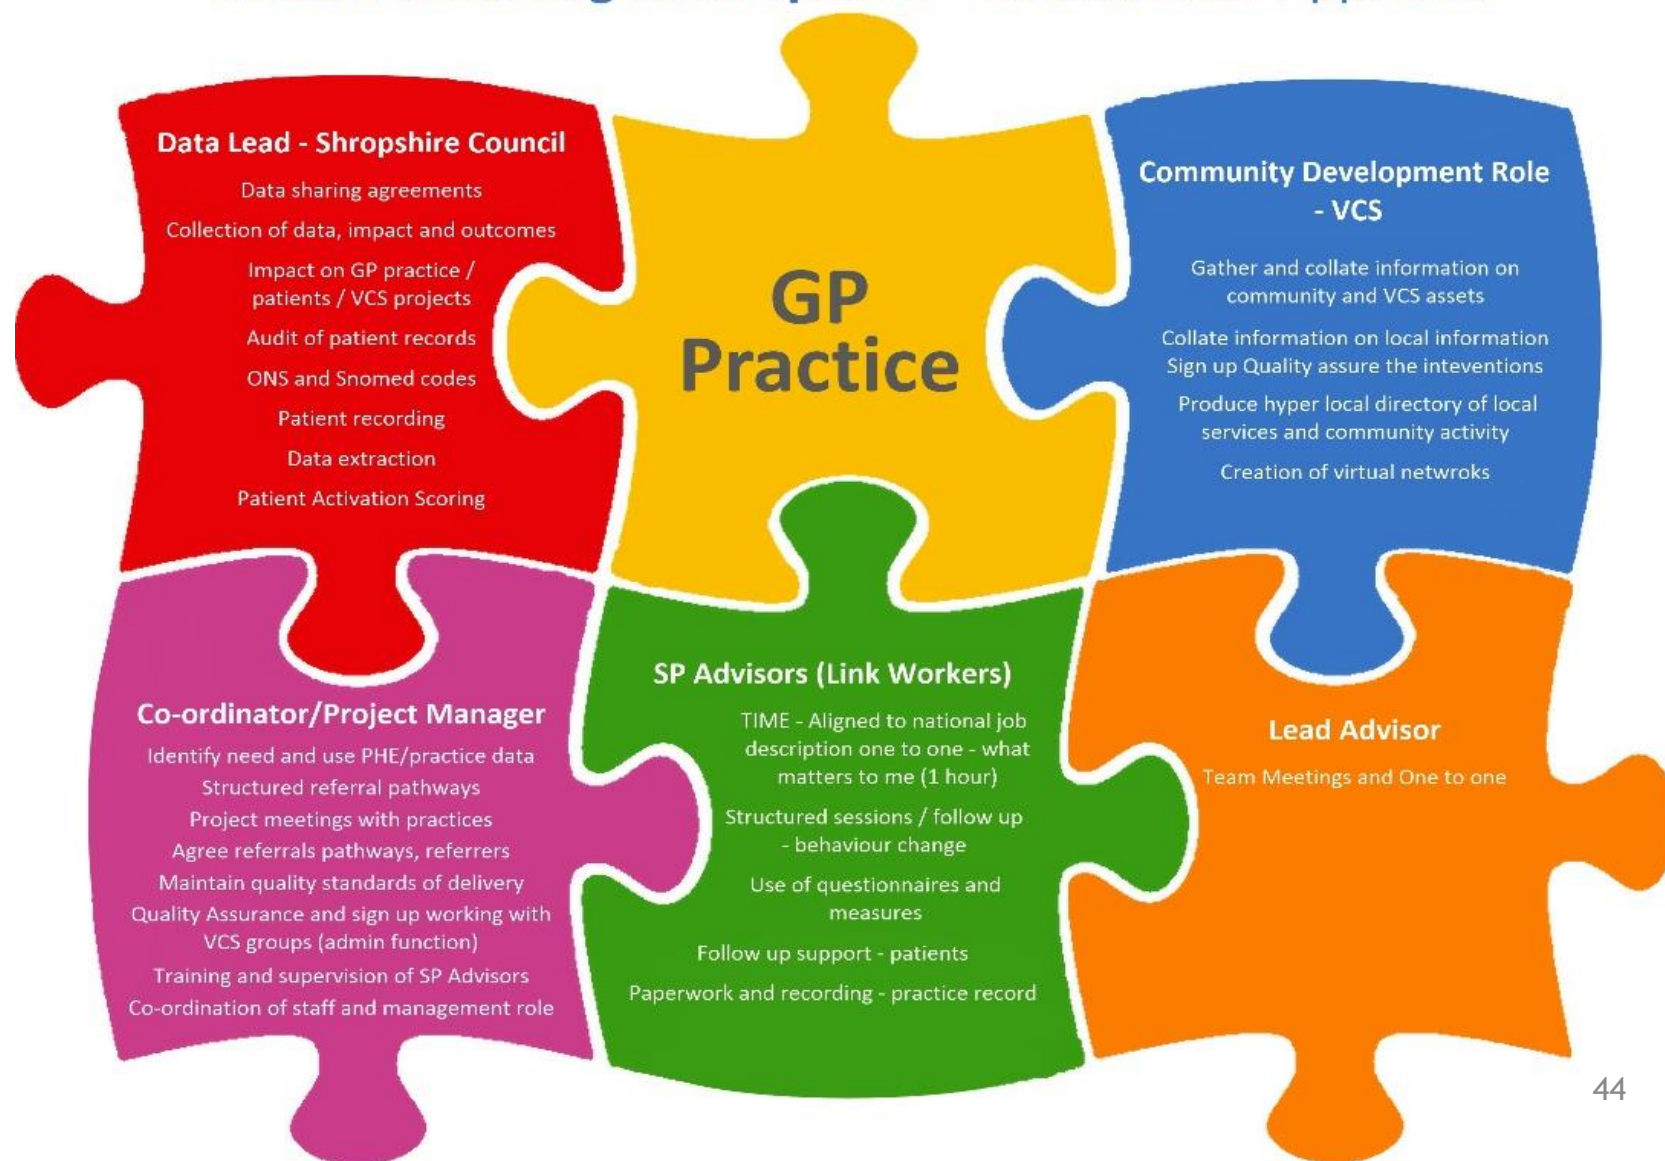 Data Lead - Shropshire Council
Data sharing agreements
Collection of data, impact and outcomes
Impact on GP practice /
patients / VCS projects
Audit of patient records
ONS and Snomed codes
Patient recording
Data extraction
Patient Activation Scoring
GP
Practice
Community Development Role
- VCS
Gather and collate information on
community and VCS assets
Collate information on local information
Sign up Quality assure the inteventions
Produce hyper local directory of local
services and community activity
Creation of virtual netwroks
Co-ordinator/Project Manager
Identify need and use PHE/practice data
Structured referral pathways
Project meetings with practices
Agree referrals pathways, referrers
Maintain quality standards of delivery
Quality Assurance and sign up working with
VCS groups (admin function)
Training and supervision of SP Advisors
Co-ordination of staff and management role
SP Advisors (Link Workers)
TIME - Aligned to national job
description one to one - what
matters to me (1 hour)
Structured sessions / follow up
- behaviour change
Use of questionnaires and
measures
Follow up support - patients
Paperwork and recording - practice record
Lead Advisor
Team Meetings and One to one
44